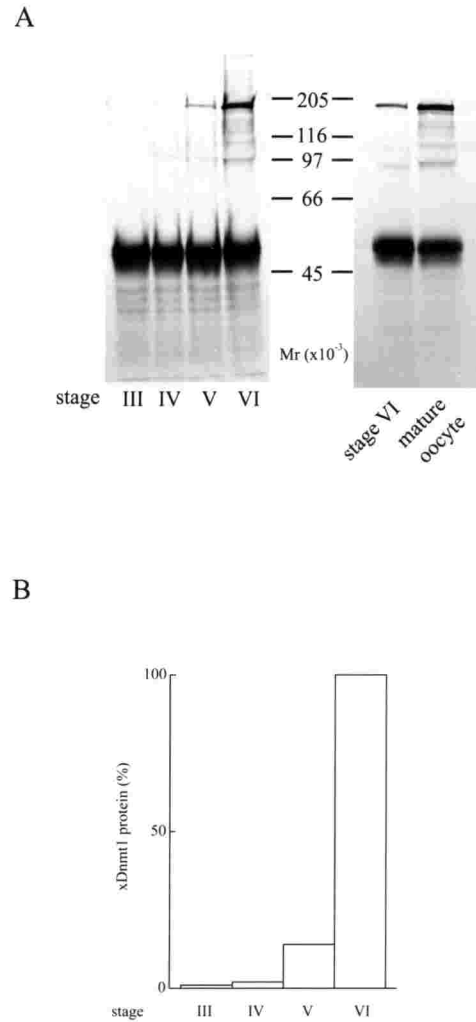 A
205
116
97
66
45
Mr (x10⁻³)
stage III IV V VI
stage VI
mature oocyte
B
100
50
0
xDnmt1 protein (%)
stage III IV V VI